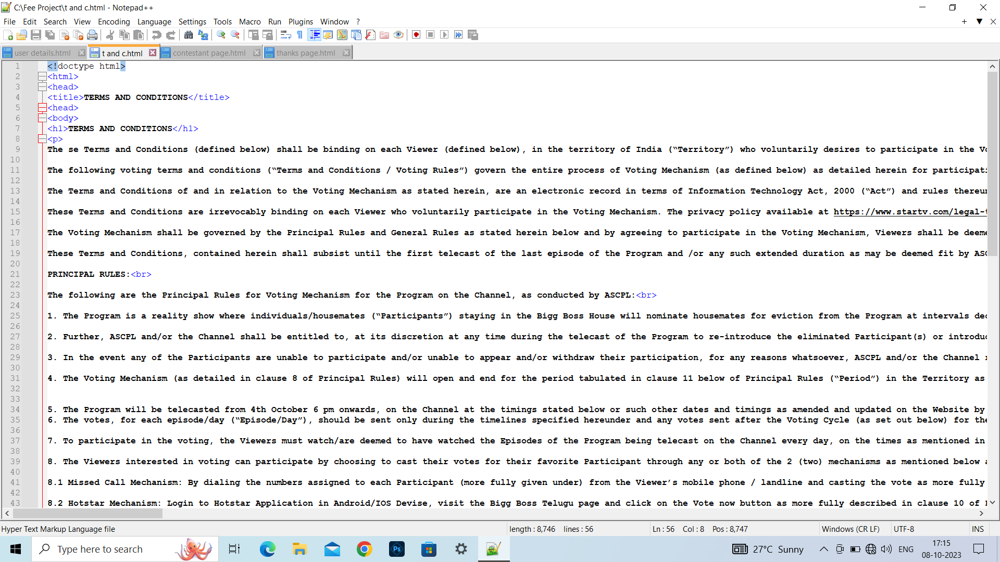 C:\Fee Project\t and c.html - Notepad++
File Edit Search View Encoding Language Settings Tools Macro Run Plugins Window ?
user details.html t and c.html contestant page.html thanks page.html
1 <!doctype html>
2 <html>
3 <head>
4 <title>TERMS AND CONDITIONS</title>
5 <head>
6 <body>
7 <h1>TERMS AND CONDITIONS</h1>
8 <p>
9 The se Terms and Conditions (defined below) shall be binding on each Viewer (defined below), in the territory of India (“Territory”) who voluntarily desires to participate in the
10
11 The following voting terms and conditions (“Terms and Conditions / Voting Rules”) govern the entire process of Voting Mechanism (as defined below) as detailed herein for
12
13 The Terms and Conditions of and in relation to the Voting Mechanism as stated herein, are an electronic record in terms of Information Technology Act, 2000 (“Act”) and rules
14
15 These Terms and Conditions are irrevocably binding on each Viewer who voluntarily participate in the Voting Mechanism. The privacy policy available at https://www.startv.com/legal-
16
17 The Voting Mechanism shall be governed by the Principal Rules and General Rules as stated herein below and by agreeing to participate in the Voting Mechanism, Viewers shall be
18
19 These Terms and Conditions, contained herein shall subsist until the first telecast of the last episode of the Program and /or any such extended duration as may be deemed fit by
20
21 PRINCIPAL RULES:<br>
22
23 The following are the Principal Rules for Voting Mechanism for the Program on the Channel, as conducted by ASCPL:<br>
24
25 1. The Program is a reality show where individuals/housemates (“Participants”) staying in the Bigg Boss House will nominate housemates for eviction from the Program at intervals
26
27 2. Further, ASCPL and/or the Channel shall be entitled to, at its discretion at any time during the telecast of the Program to re-introduce the eliminated Participant(s) or
28
29 3. In the event any of the Participants are unable to participate and/or unable to appear and/or withdraw their participation, for any reasons whatsoever, ASCPL and/or the Channel
30
31 4. The Voting Mechanism (as detailed in clause 8 of Principal Rules) will open and end for the period tabulated in clause 11 below of Principal Rules (“Period”) in the Territory as
32
33
34 5. The Program will be telecasted from 4th October 6 pm onwards, on the Channel at the timings stated below or such other dates and timings as amended and updated on the Website by
35 6. The votes, for each episode/day (“Episode/Day”), should be sent only during the timelines specified hereunder and any votes sent after the Voting Cycle (as set out below) for the
36
37 7. To participate in the voting, the Viewers must watch/are deemed to have watched the Episodes of the Program being telecast on the Channel every day, on the times as mentioned in
38
39 8. The Viewers interested in voting can participate by choosing to cast their votes for their favorite Participant through any or both of the 2 (two) mechanisms as mentioned below
40
41 8.1 Missed Call Mechanism: By dialing the numbers assigned to each Participant (more fully given under) from the Viewer’s mobile phone / landline and casting the vote as more fully
42
43 8.2 Hotstar Mechanism: Login to Hotstar Application in Android/IOS Devise, visit the Bigg Boss Telugu page and click on the Vote now button as more fully described in clause 10 of
Hyper Text Markup Language file length : 8,746 lines : 56 Ln : 56 Col : 8 Pos : 8,747 Windows (CR LF) UTF-8 INS
Type here to search Ps 27°C Sunny ENG 17:15
08-10-2023